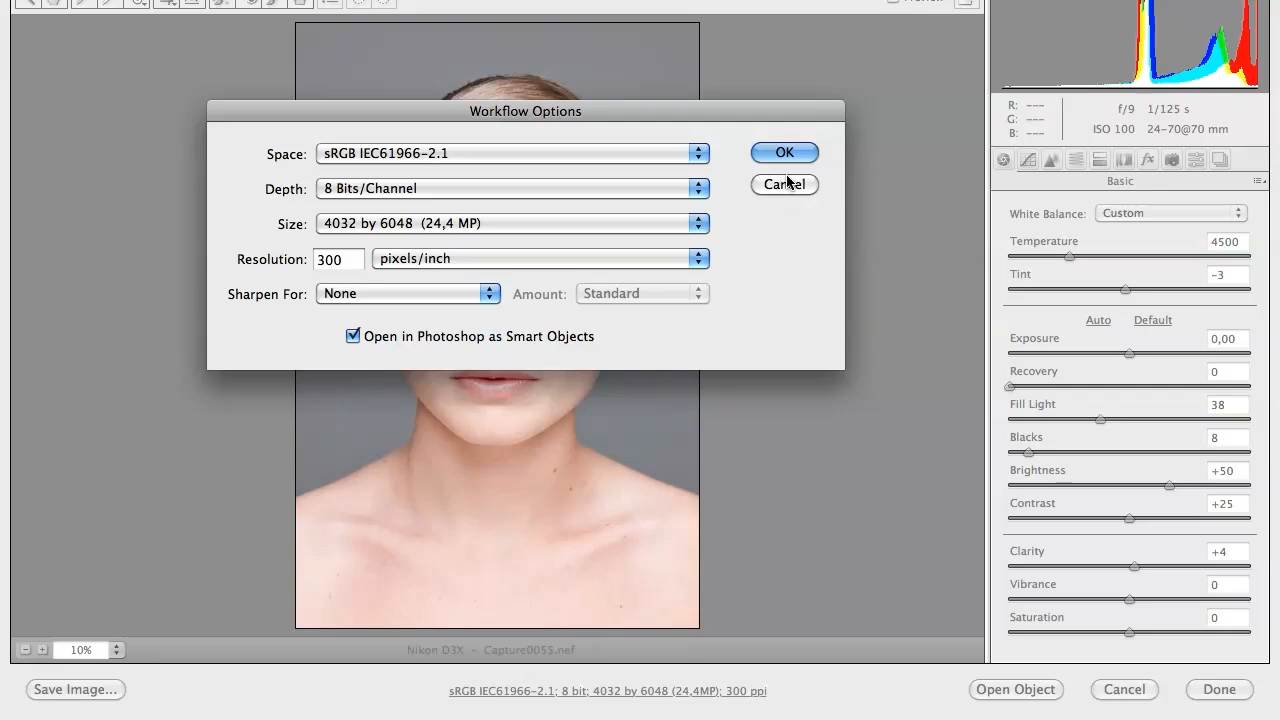 Workflow Options
Space: sRGB IEC61966-2.1
OK
Depth: 8 Bits/Channel
Cancel
Size: 4032 by 6048 (24,4 MP)
Resolution: 300 pixels/inch
Sharpen For: None Amount: Standard
Open in Photoshop as Smart Objects
R: --- f/9 1/125 s
G: ---
B: --- ISO 100 24-70@70 mm
Basic
White Balance: Custom
Temperature 4500
Tint -3
Auto Default
Exposure 0,00
Recovery 0
Fill Light 38
Blacks 8
Brightness +50
Contrast +25
Clarity +4
Vibrance 0
Saturation 0
10% Nikon D3X - Capture0055.nef
Save Image... sRGB IEC61966-2.1; 8 bit; 4032 by 6048 (24,4MP); 300 ppi Open Object Cancel Done